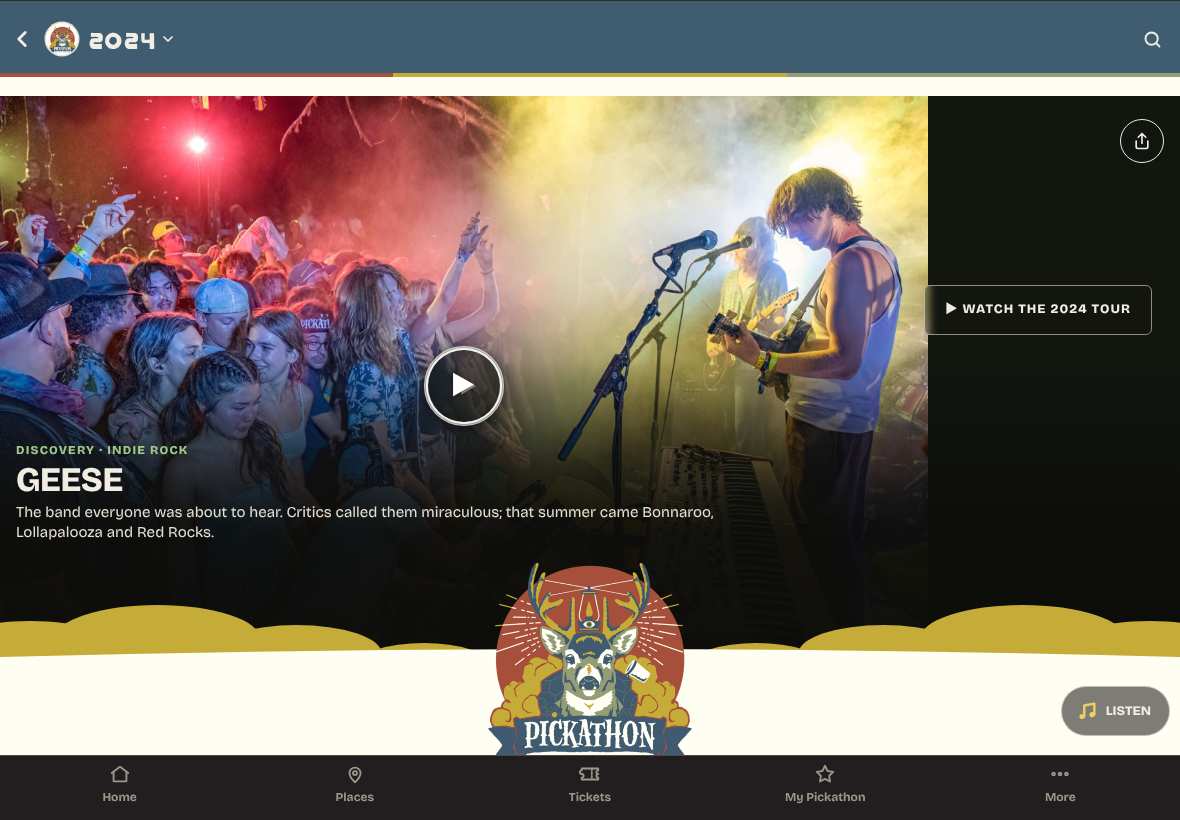 2024
WATCH THE 2024 TOUR
DISCOVERY · INDIE ROCK
GEESE
The band everyone was about to hear. Critics called them miraculous; that summer came Bonnaroo,
Lollapalooza and Red Rocks.
PICKATHON
LISTEN
Home
Places
Tickets
My Pickathon
More